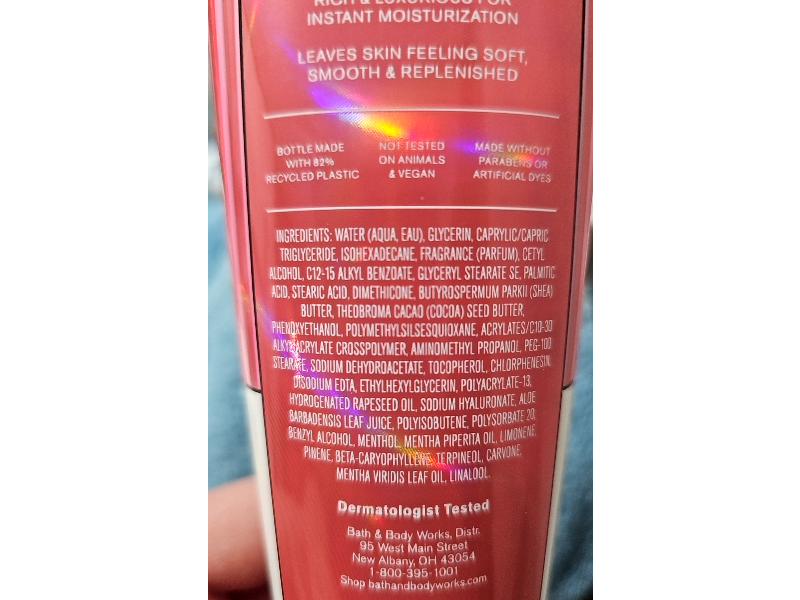 RICH & LUXURIOUS FOR
INSTANT MOISTURIZATION
LEAVES SKIN FEELING SOFT,
SMOOTH & REPLENISHED
BOTTLE MADE
WITH 82%
RECYCLED PLASTIC
NOT TESTED
ON ANIMALS
& VEGAN
MADE WITHOUT
PARABENS OR
ARTIFICIAL DYES
INGREDIENTS: WATER (AQUA, EAU), GLYCERIN, CAPRYLIC/CAPRIC
TRIGLYCERIDE, ISOHEXADECANE, FRAGRANCE (PARFUM), CETYL
ALCOHOL, C12-15 ALKYL BENZOATE, GLYCERYL STEARATE SE, PALMITIC
ACID, STEARIC ACID, DIMETHICONE, BUTYROSPERMUM PARKII (SHEA)
BUTTER, THEOBROMA CACAO (COCOA) SEED BUTTER,
PHENOXYETHANOL, POLYMETHYLSILSESQUIOXANE, ACRYLATES/C10-30
ALKYL ACRYLATE CROSSPOLYMER, AMINOMETHYL PROPANOL, PEG-100
STEARATE, SODIUM DEHYDROACETATE, TOCOPHEROL, CHLORPHENESIN,
DISODIUM EDTA, ETHYLHEXYLGLYCERIN, POLYACRYLATE-13,
HYDROGENATED RAPESEED OIL, SODIUM HYALURONATE, ALOE
BARBADENSIS LEAF JUICE, POLYISOBUTENE, POLYSORBATE 20,
BENZYL ALCOHOL, MENTHOL, MENTHA PIPERITA OIL, LIMONENE,
PINENE, BETA-CARYOPHYLLENE, TERPINEOL, CARVONE,
MENTHA VIRIDIS LEAF OIL, LINALOOL.
Dermatologist Tested
Bath & Body Works, Distr.
95 West Main Street
New Albany, OH 43054
1-800-395-1001
Shop bathandbodyworks.com